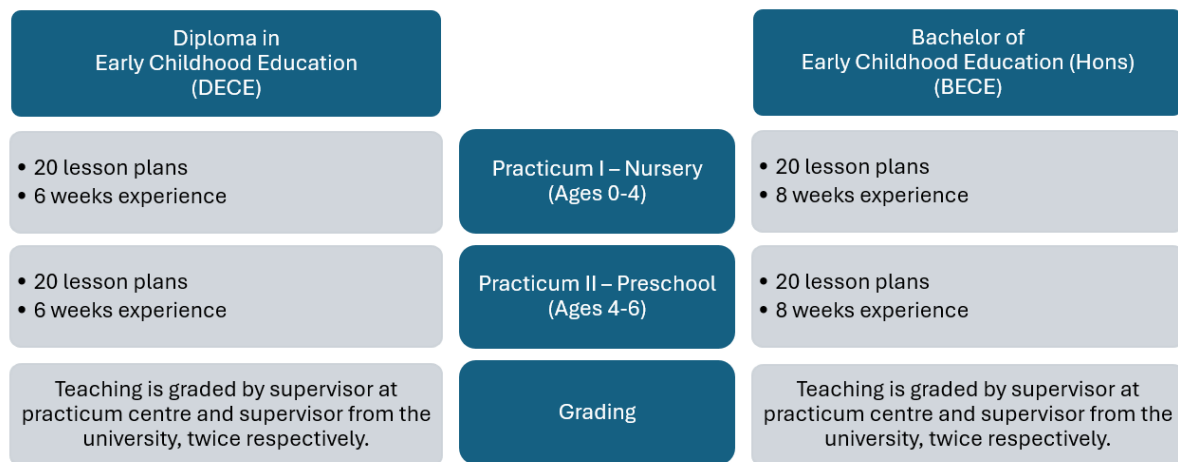 Diploma in
Early Childhood Education
(DECE)
Bachelor of
Early Childhood Education (Hons)
(BECE)
• 20 lesson plans
• 6 weeks experience
Practicum I – Nursery
(Ages 0-4)
• 20 lesson plans
• 8 weeks experience
• 20 lesson plans
• 6 weeks experience
Practicum II – Preschool
(Ages 4-6)
• 20 lesson plans
• 8 weeks experience
Teaching is graded by supervisor at
practicum centre and supervisor from the
university, twice respectively.
Grading
Teaching is graded by supervisor at
practicum centre and supervisor from the
university, twice respectively.